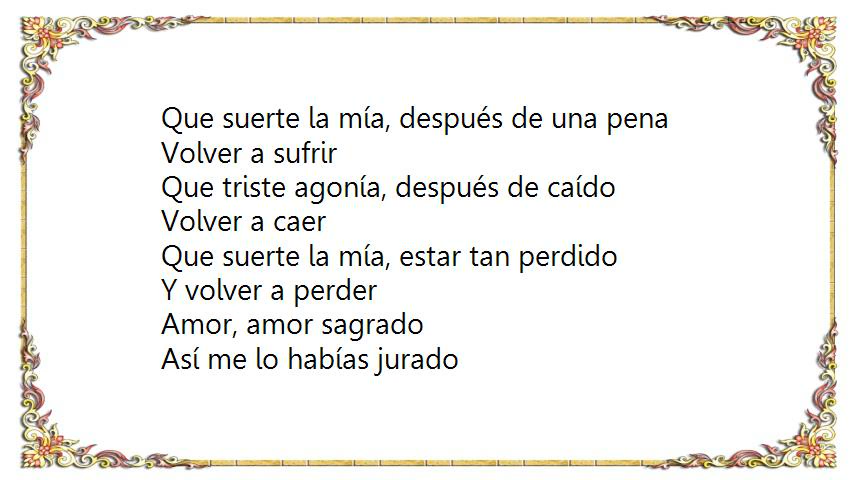 Que suerte la mía, después de una pena
Volver a sufrir
Que triste agonía, después de caído
Volver a caer
Que suerte la mía, estar tan perdido
Y volver a perder
Amor, amor sagrado
Así me lo habías jurado